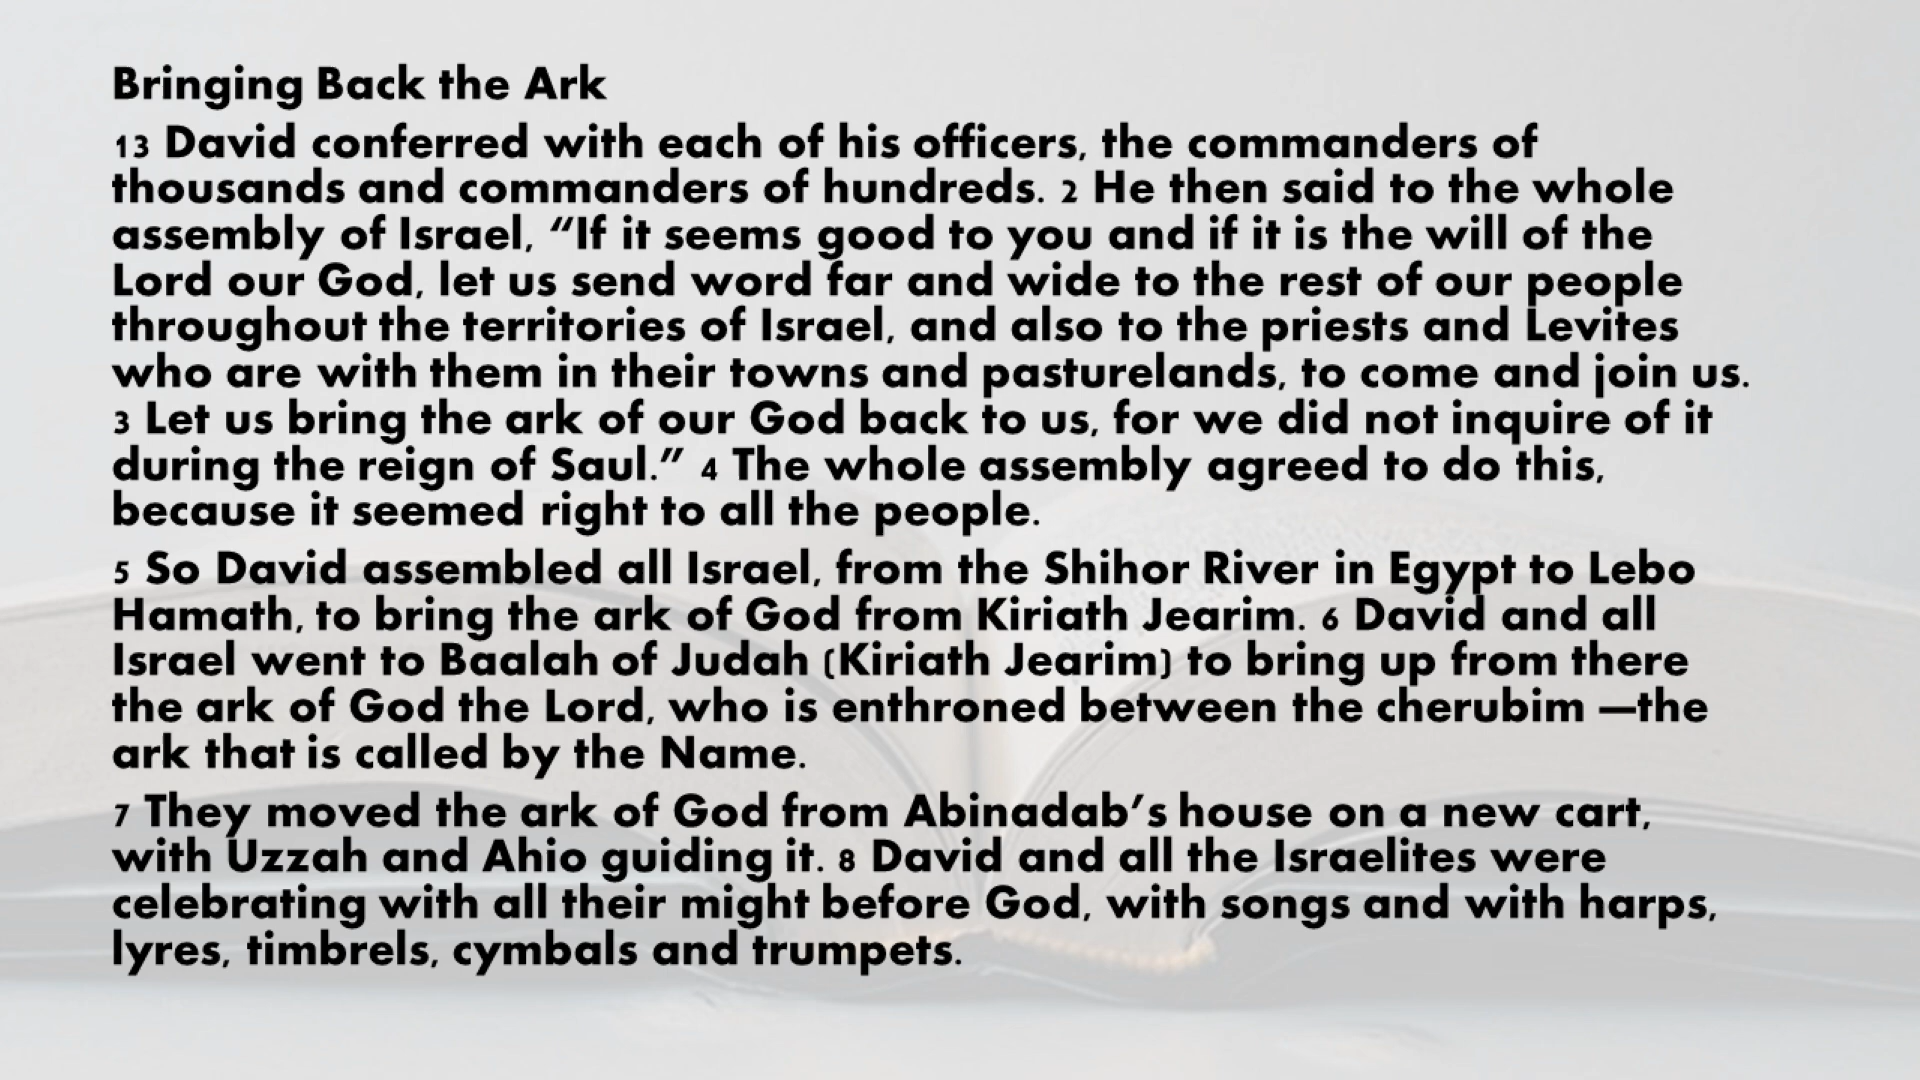 Bringing Back the Ark
13 David conferred with each of his officers, the commanders of
thousands and commanders of hundreds. 2 He then said to the whole
assembly of Israel, “If it seems good to you and if it is the will of the
Lord our God, let us send word far and wide to the rest of our people
throughout the territories of Israel, and also to the priests and Levites
who are with them in their towns and pasturelands, to come and join us.
3 Let us bring the ark of our God back to us, for we did not inquire of it
during the reign of Saul.” 4 The whole assembly agreed to do this,
because it seemed right to all the people.
5 So David assembled all Israel, from the Shihor River in Egypt to Lebo
Hamath, to bring the ark of God from Kiriath Jearim. 6 David and all
Israel went to Baalah of Judah (Kiriath Jearim) to bring up from there
the ark of God the Lord, who is enthroned between the cherubim —the
ark that is called by the Name.
7 They moved the ark of God from Abinadab’s house on a new cart,
with Uzzah and Ahio guiding it. 8 David and all the Israelites were
celebrating with all their might before God, with songs and with harps,
lyres, timbrels, cymbals and trumpets.